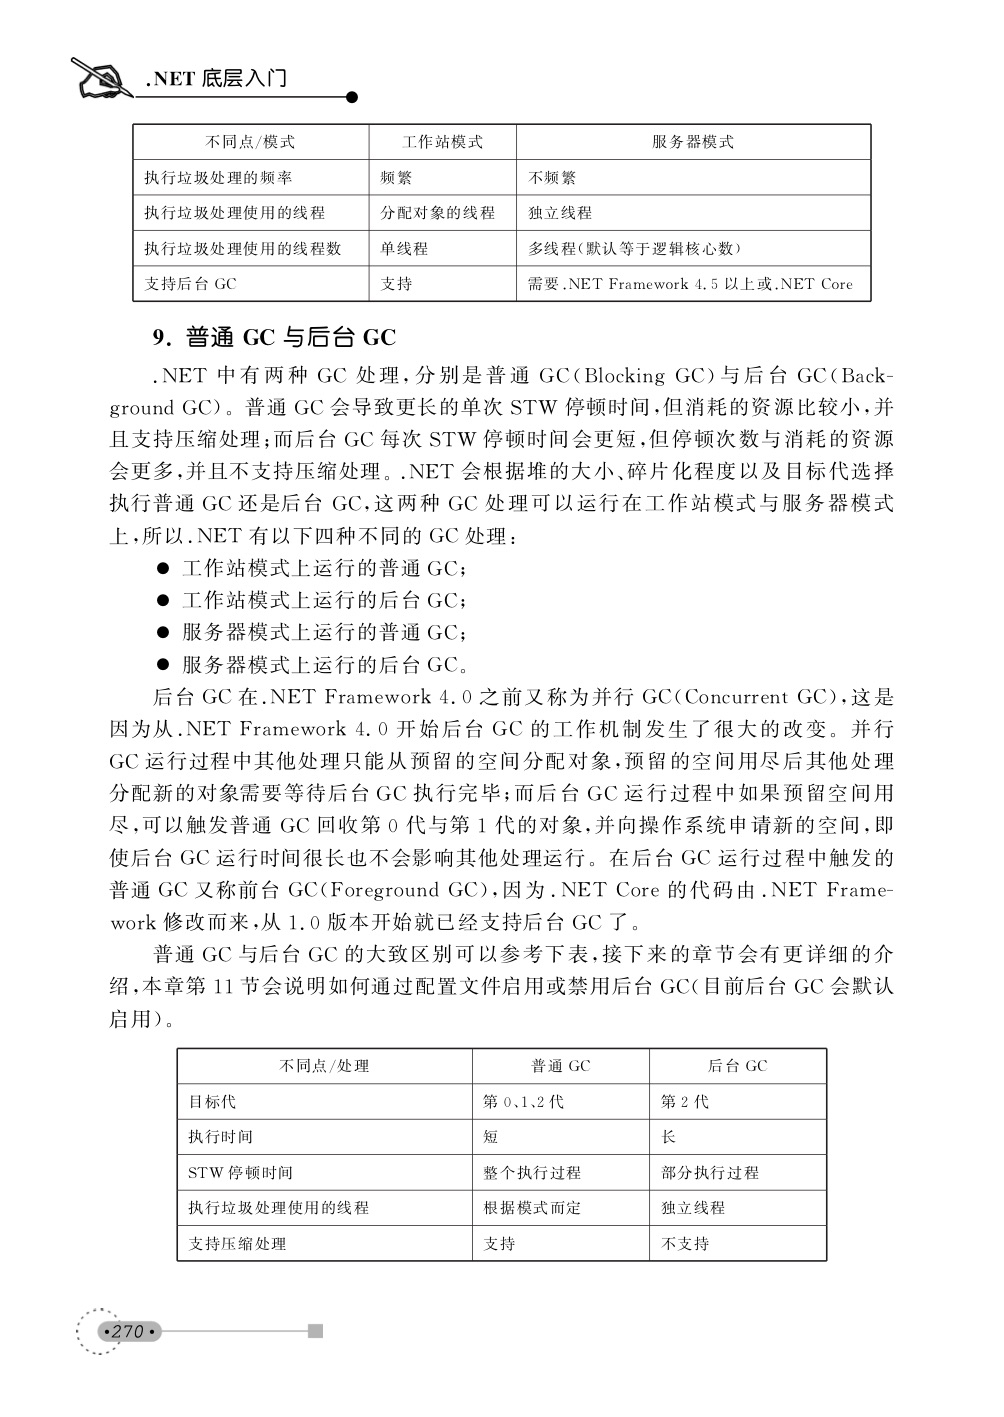 .NET 底层入门
不同点/模式 工作站模式 服务器模式
执行垃圾处理的频率 频繁 不频繁
执行垃圾处理使用的线程 分配对象的线程 独立线程
执行垃圾处理使用的线程数 单线程 多线程(默认等于逻辑核心数)
支持后台 GC 支持 需要.NET Framework 4.5 以上或.NET Core
9. 普通 GC 与后台 GC
.NET 中有两种 GC 处理,分别是普通 GC(Blocking GC)与后台 GC(Back-
ground GC)。普通 GC 会导致更长的单次 STW 停顿时间,但消耗的资源比较小,并
且支持压缩处理;而后台 GC 每次 STW 停顿时间会更短,但停顿次数与消耗的资源
会更多,并且不支持压缩处理。.NET 会根据堆的大小、碎片化程度以及目标代选择
执行普通 GC 还是后台 GC,这两种 GC 处理可以运行在工作站模式与服务器模式
上,所以.NET 有以下四种不同的 GC 处理:
● 工作站模式上运行的普通 GC;
● 工作站模式上运行的后台 GC;
● 服务器模式上运行的普通 GC;
● 服务器模式上运行的后台 GC。
后台 GC 在.NET Framework 4.0 之前又称为并行 GC(Concurrent GC),这是
因为从.NET Framework 4.0 开始后台 GC 的工作机制发生了很大的改变。并行
GC 运行过程中其他处理只能从预留的空间分配对象,预留的空间用尽后其他处理
分配新的对象需要等待后台 GC 执行完毕;而后台 GC 运行过程中如果预留空间用
尽,可以触发普通 GC 回收第 0 代与第 1 代的对象,并向操作系统申请新的空间,即
使后台 GC 运行时间很长也不会影响其他处理运行。在后台 GC 运行过程中触发的
普通 GC 又称前台 GC(Foreground GC),因为.NET Core 的代码由.NET Frame-
work 修改而来,从 1.0 版本开始就已经支持后台 GC 了。
普通 GC 与后台 GC 的大致区别可以参考下表,接下来的章节会有更详细的介
绍,本章第 11 节会说明如何通过配置文件启用或禁用后台 GC(目前后台 GC 会默认
启用)。
不同点/处理 普通 GC 后台 GC
目标代 第 0、1、2 代 第 2 代
执行时间 短 长
STW 停顿时间 整个执行过程 部分执行过程
执行垃圾处理使用的线程 根据模式而定 独立线程
支持压缩处理 支持 不支持
•270•